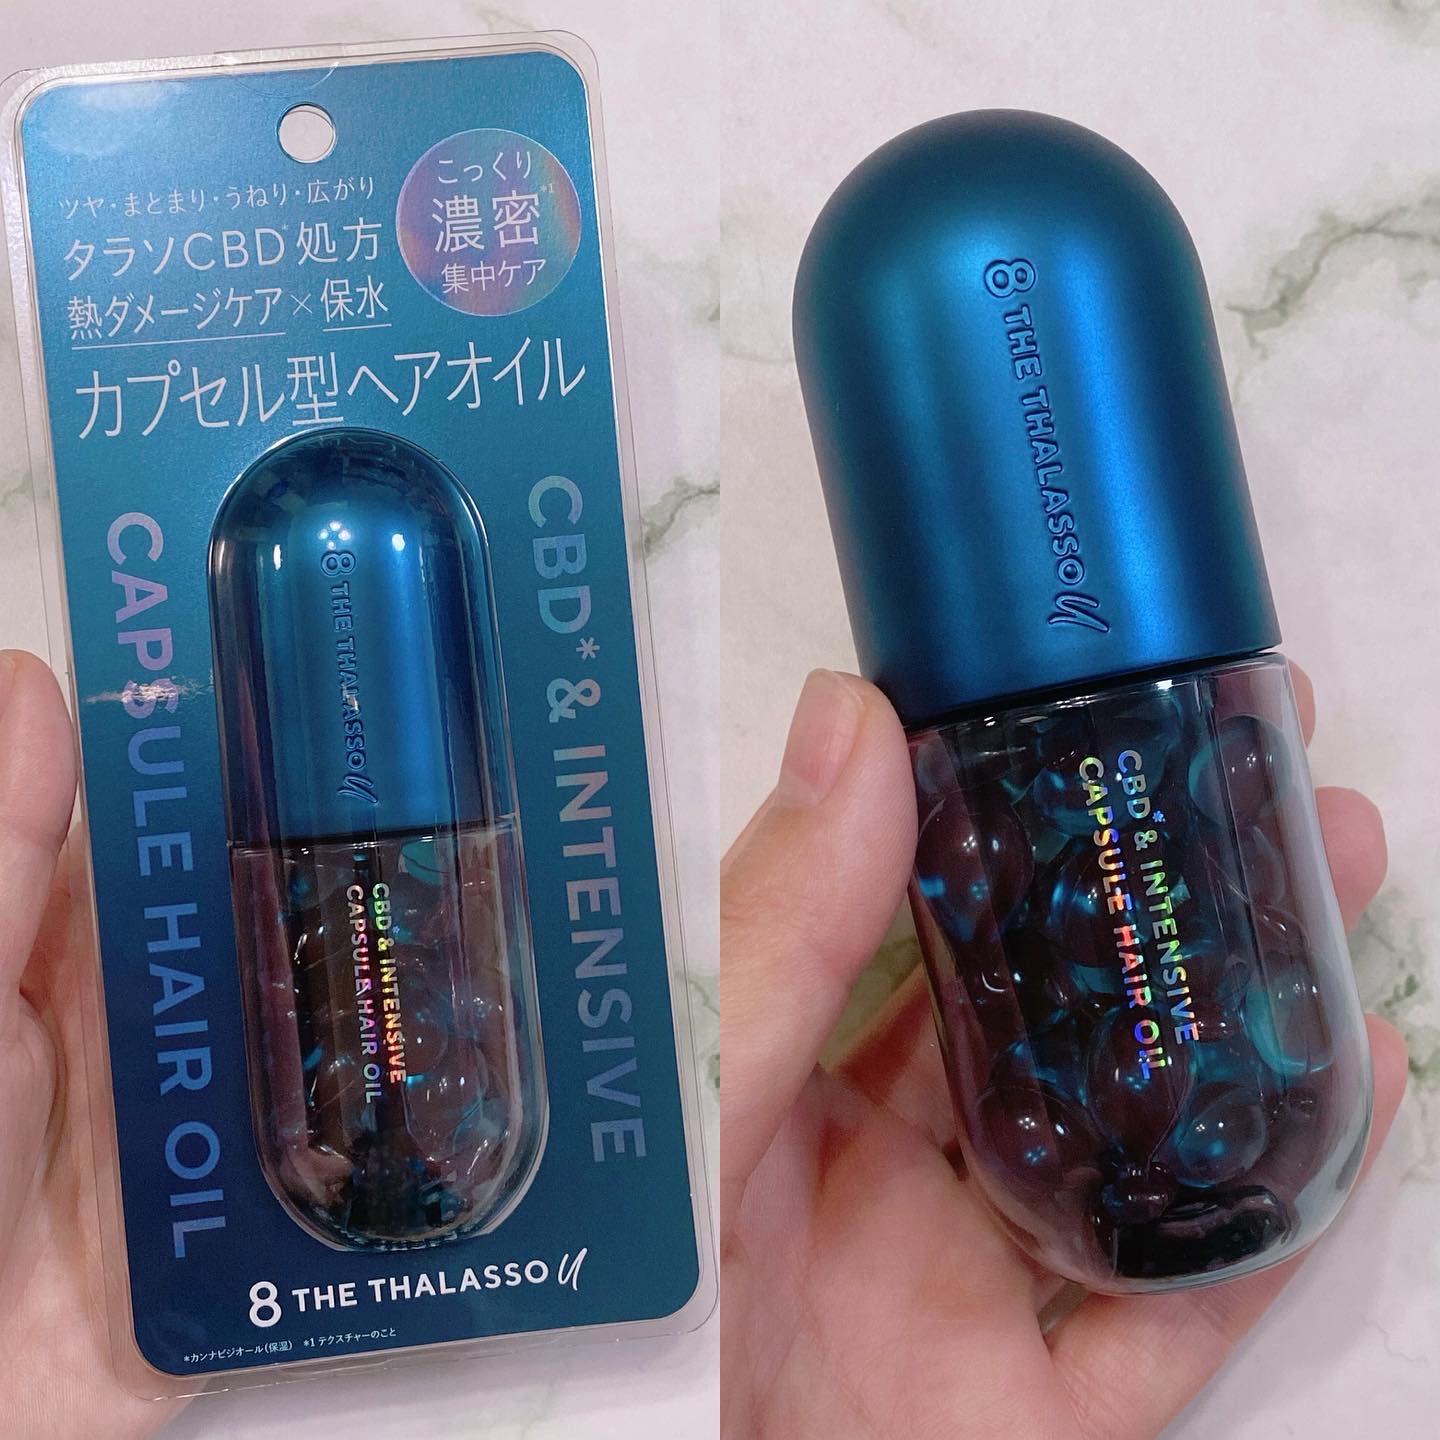 ツヤ・まとまり・うねり・広がり
タラソCBD*処方
熱ダメージケア×保水
カプセル型ヘアオイル
こっくり
濃密*1
集中ケア
CBD* & INTENSIVE
CAPSULE HAIR OIL
8 THE THALASSO u
CBD* & INTENSIVE
CAPSULE HAIR OIL
8 THE THALASSO u
*カンナビジオール(保湿) *1 テクスチャーのこと
8 THE THALASSO u
CBD* & INTENSIVE
CAPSULE HAIR OIL